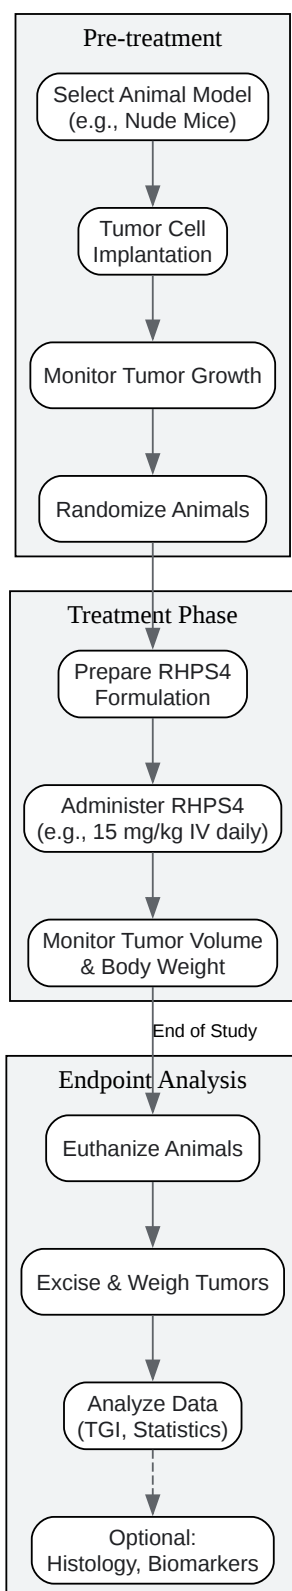 Pre-treatment
Select Animal Model
(e.g., Nude Mice)
Tumor Cell
Implantation
Monitor Tumor Growth
Randomize Animals
Treatment Phase
Prepare RHPS4
Formulation
Administer RHPS4
(e.g., 15 mg/kg IV daily)
Monitor Tumor Volume
& Body Weight
End of Study
Endpoint Analysis
Euthanize Animals
Excise & Weigh Tumors
Analyze Data
(TGI, Statistics)
Optional:
Histology, Biomarkers